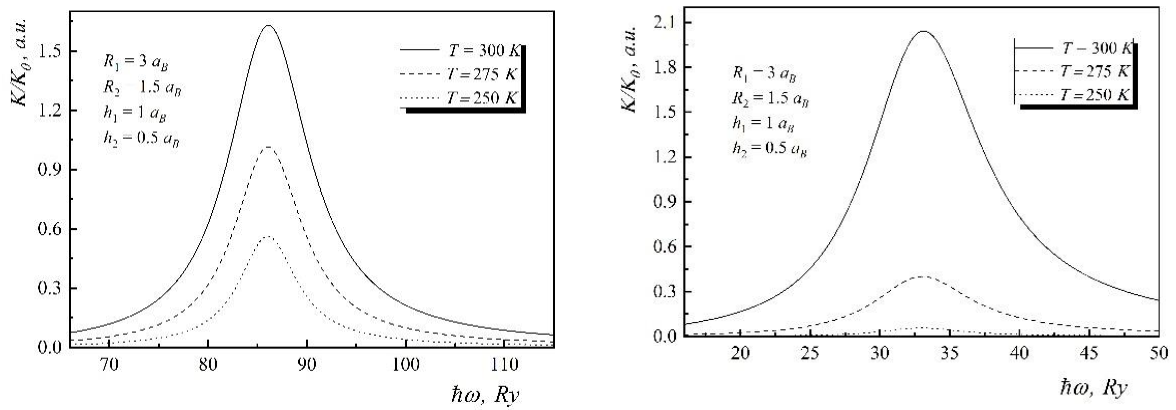 K/K₀, a.u.
1.5
1.2
0.9
0.6
0.3
0.0
R₁ = 3 a_B
R₂ − 1.5 a_B
h₁ = 1 a_B
h₂ = 0.5 a_B
T = 300 K
T = 275 K
T = 250 K
70 80 90 100 110
ħω, Ry
K/K₀, a.u.
2.1
1.8
1.5
1.2
0.9
0.6
0.3
0.0
R₁ − 3 a_B
R₂ = 1.5 a_B
h₁ = 1 a_B
h₂ = 0.5 a_B
T − 300 K
T = 275 K
T = 250 K
20 25 30 35 40 45 50
ħω, Ry